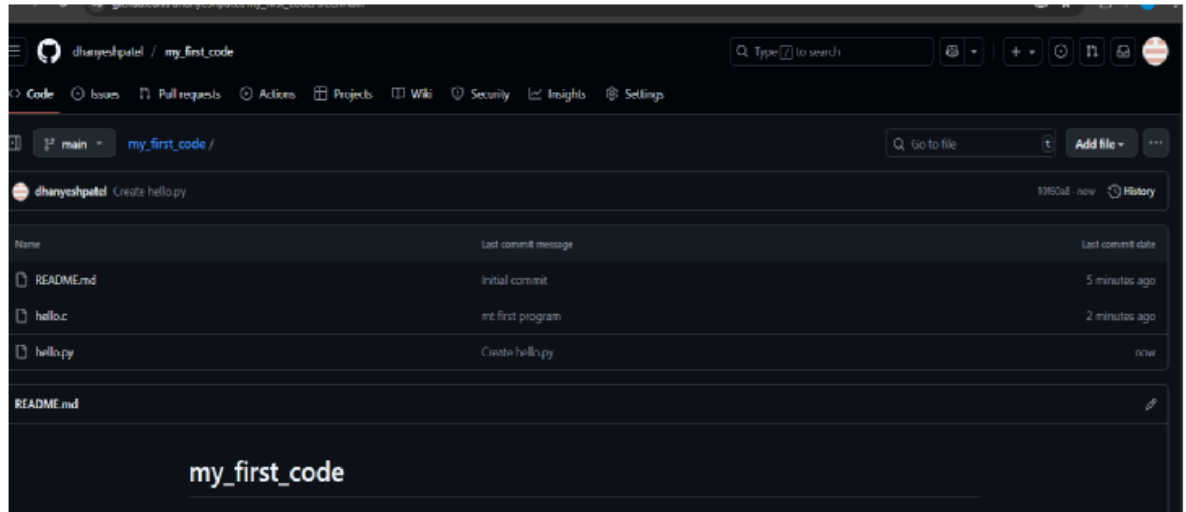 dhanyeshpatel / my_first_code
Type / to search
Code Issues Pull requests Actions Projects Wiki Security Insights Settings
main my_first_code / Go to file t Add file
dhanyeshpatel Create hello.py now History
Name Last commit message Last commit date
README.md Initial commit 5 minutes ago
hello.c mt first program 2 minutes ago
hello.py Create hello.py now
README.md
my_first_code